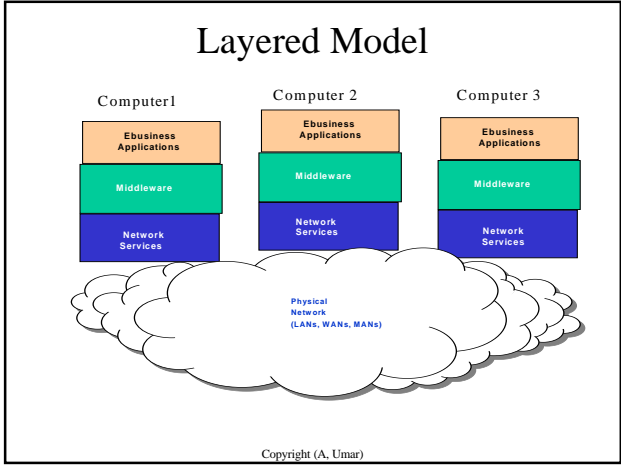 Layered Model
Computer1
Computer 2
Computer 3
Ebusiness
Applications
Middleware
Network
Services
Ebusiness
Applications
Middleware
Network
Services
Ebusiness
Applications
Middleware
Network
Services
Physical
Network
(LANs, WANs, MANs)
Copyright (A, Umar)